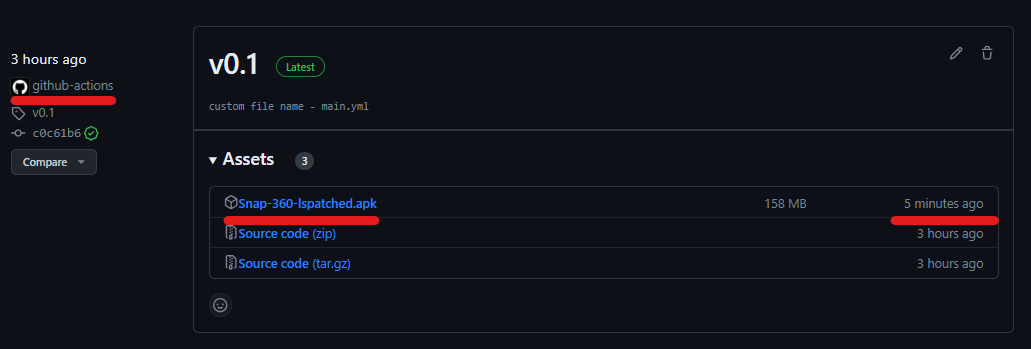 3 hours ago
github-actions
v0.1
c0c61b6
Compare
v0.1 Latest
custom file name - main.yml
Assets 3
Snap-360-lspatched.apk 158 MB 5 minutes ago
Source code (zip) 3 hours ago
Source code (tar.gz) 3 hours ago